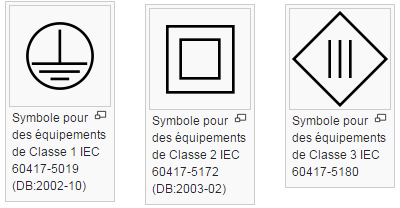 Symbole pour
des équipements
de Classe 1 IEC
60417-5019
(DB:2002-10)
Symbole pour
des équipements
de Classe 2 IEC
60417-5172
(DB:2003-02)
Symbole pour
des équipements
de Classe 3 IEC
60417-5180